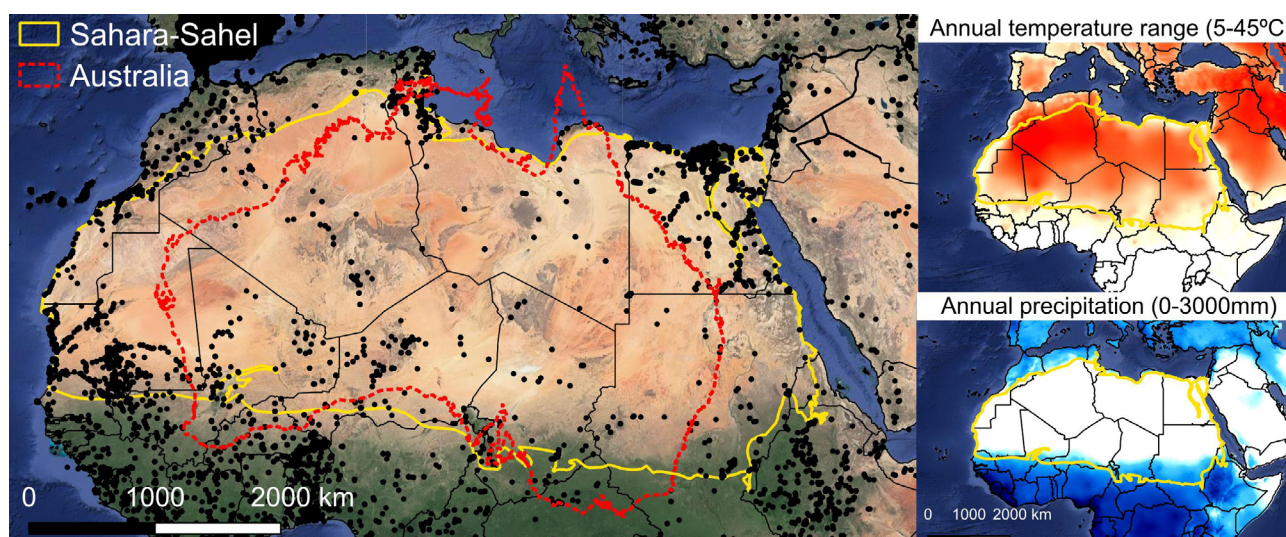 Sahara-Sahel
Australia
0 1000 2000 km
Annual temperature range (5-45ºC
Annual precipitation (0-3000mm)
0 1000 2000 km